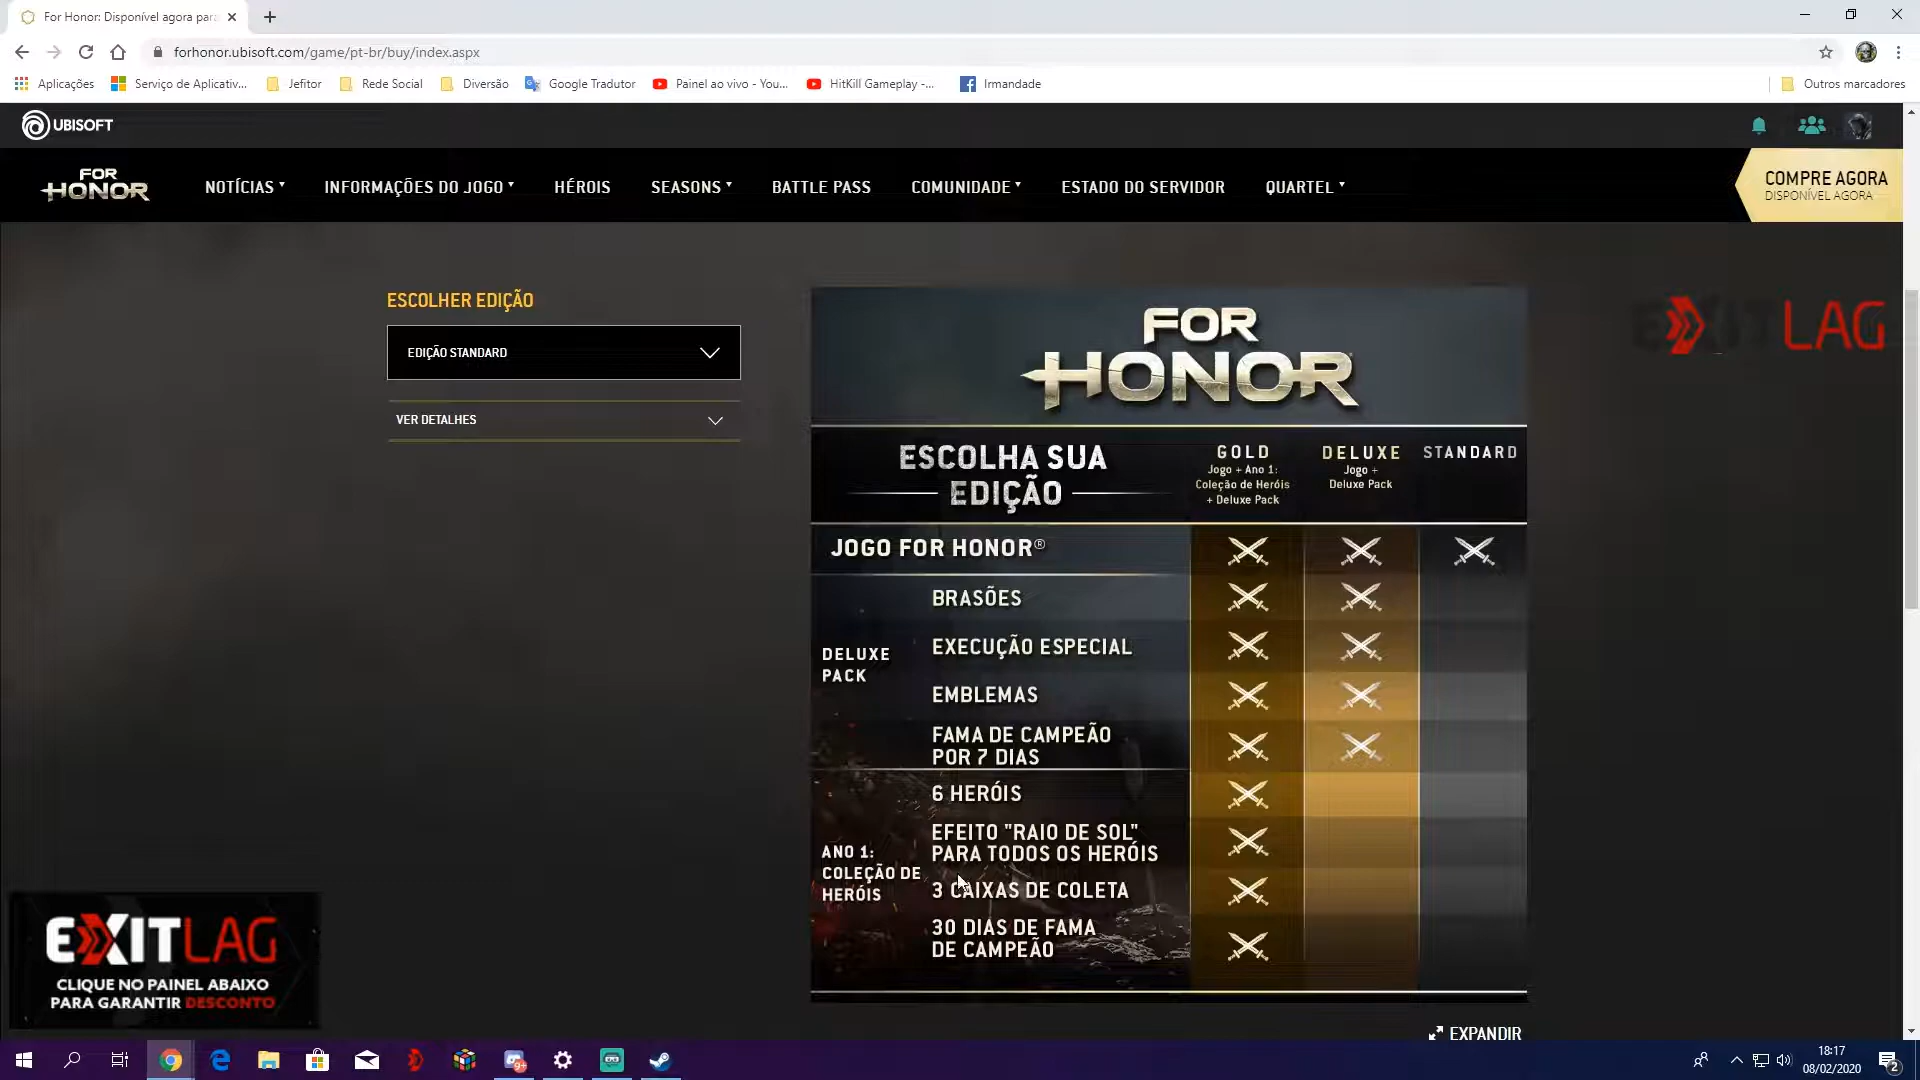 For Honor: Disponível agora par
forhonor.ubisoft.com/game/pt-br/buy/index.aspx
Aplicações
Serviço de Aplicativ...
Jefitor
Rede Social
Diversão
Google Tradutor
Painel ao vivo - You...
HitKill Gameplay -...
Irmandade
Outros marcadores
UBISOFT
FOR
HONOR
NOTÍCIAS
INFORMAÇÕES DO JOGO
HÉROIS
SEASONS
BATTLE PASS
COMUNIDADE
ESTADO DO SERVIDOR
QUARTEL
COMPRE AGORA
DISPONÍVEL AGORA
ESCOLHER EDIÇÃO
EDIÇÃO STANDARD
VER DETALHES
FOR
HONOR
EXITLAG
ESCOLHA SUA
EDIÇÃO
GOLD
Jogo + Ano 1:
Coleção de Heróis
+ Deluxe Pack
DELUXE
Jogo +
Deluxe Pack
STANDARD
JOGO FOR HONOR®
DELUXE
PACK
BRASÕES
EXECUÇÃO ESPECIAL
EMBLEMAS
FAMA DE CAMPEÃO
POR 7 DIAS
ANO 1:
COLEÇÃO DE
HERÓIS
6 HERÓIS
EFEITO "RAIO DE SOL"
PARA TODOS OS HERÓIS
3 CAIXAS DE COLETA
30 DIAS DE FAMA
DE CAMPEÃO
EXPANDIR
EXITLAG
CLIQUE NO PAINEL ABAIXO
PARA GARANTIR DESCONTO
9+
18:17
08/02/2020
2